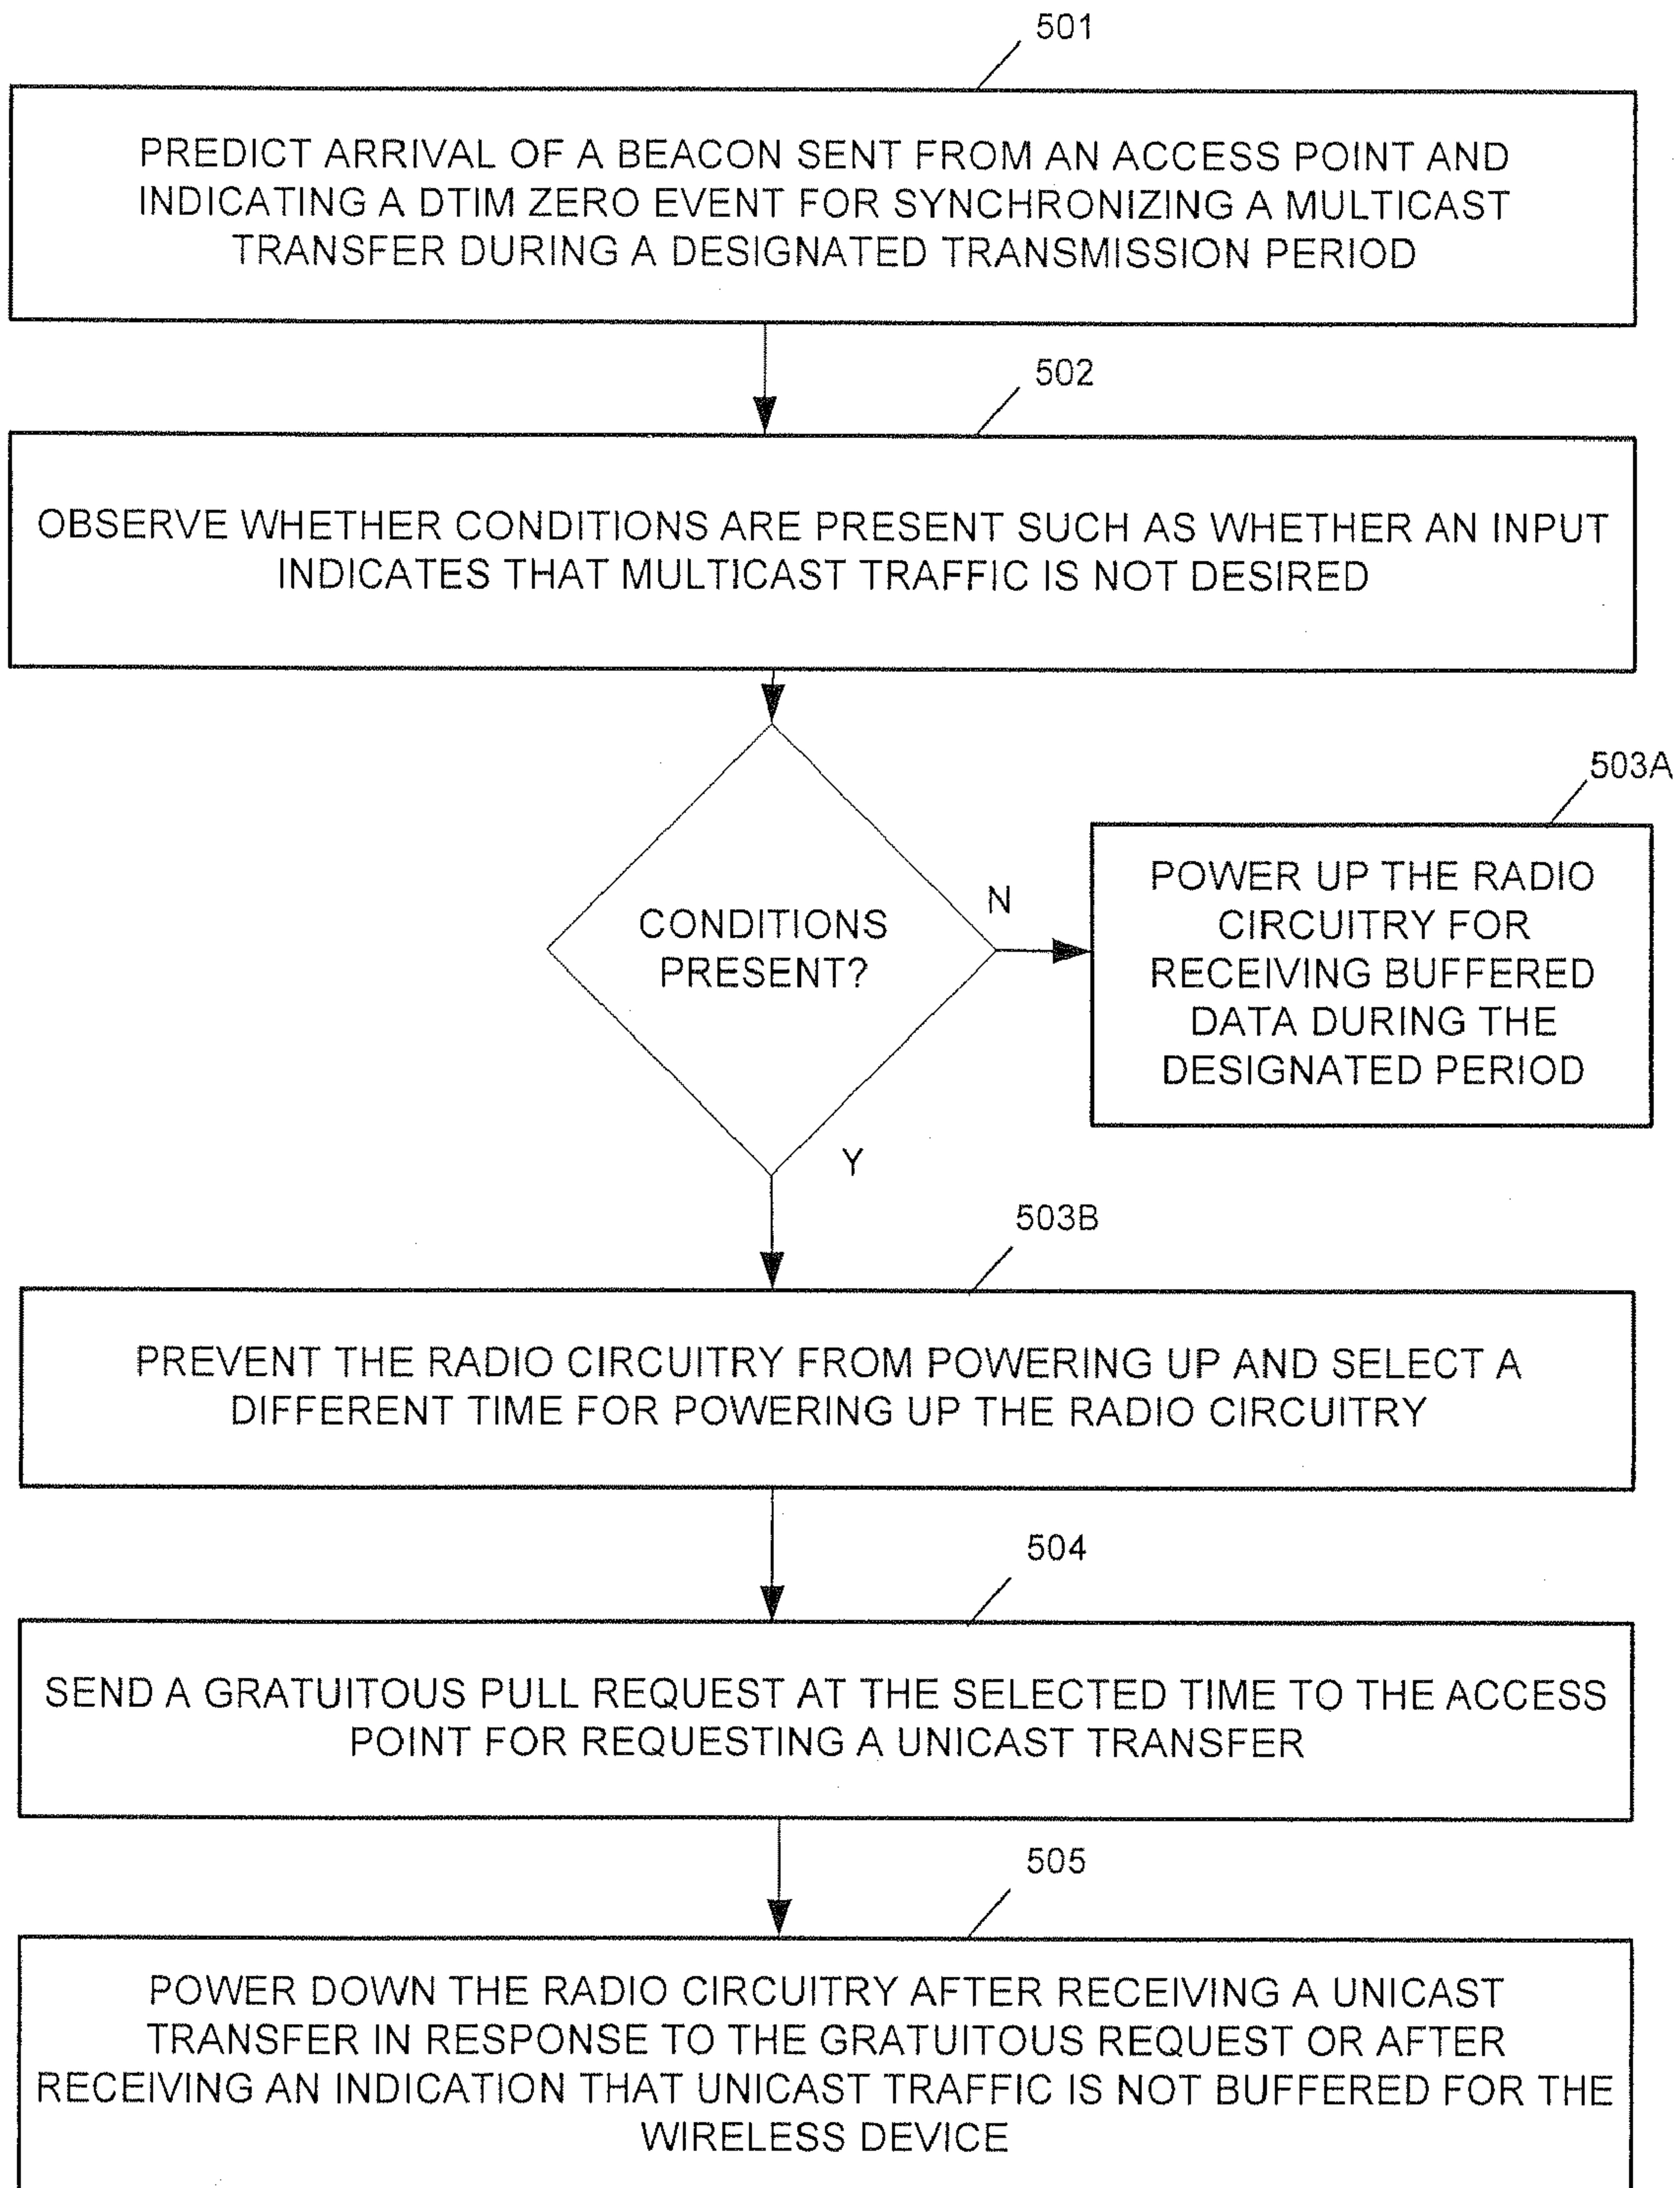 501
PREDICT ARRIVAL OF A BEACON SENT FROM AN ACCESS POINT AND
INDICATING A DTIM ZERO EVENT FOR SYNCHRONIZING A MULTICAST
TRANSFER DURING A DESIGNATED TRANSMISSION PERIOD
502
OBSERVE WHETHER CONDITIONS ARE PRESENT SUCH AS WHETHER AN INPUT
INDICATES THAT MULTICAST TRAFFIC IS NOT DESIRED
CONDITIONS
PRESENT?
N
503A
POWER UP THE RADIO
CIRCUITRY FOR
RECEIVING BUFFERED
DATA DURING THE
DESIGNATED PERIOD
Y
503B
PREVENT THE RADIO CIRCUITRY FROM POWERING UP AND SELECT A
DIFFERENT TIME FOR POWERING UP THE RADIO CIRCUITRY
504
SEND A GRATUITOUS PULL REQUEST AT THE SELECTED TIME TO THE ACCESS
POINT FOR REQUESTING A UNICAST TRANSFER
505
POWER DOWN THE RADIO CIRCUITRY AFTER RECEIVING A UNICAST
TRANSFER IN RESPONSE TO THE GRATUITOUS REQUEST OR AFTER
RECEIVING AN INDICATION THAT UNICAST TRAFFIC IS NOT BUFFERED FOR THE
WIRELESS DEVICE